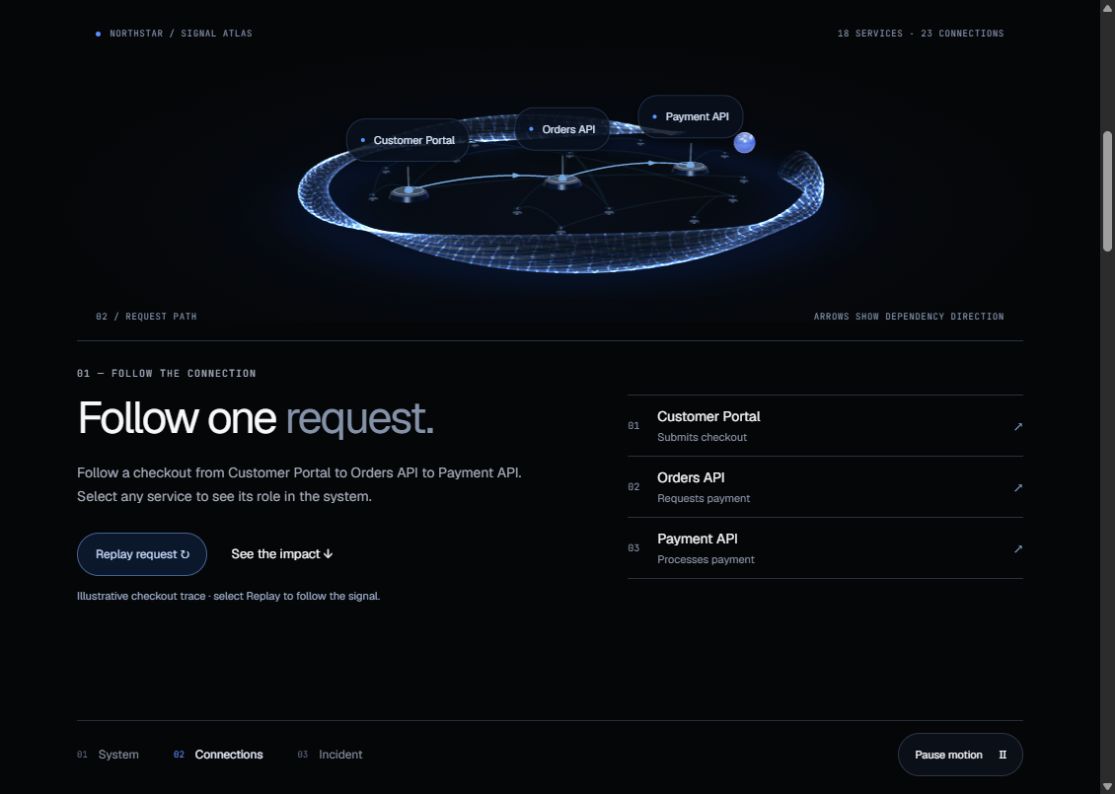 NORTHSTAR / SIGNAL ATLAS
18 SERVICES · 23 CONNECTIONS
Payment API
Orders API
Customer Portal
02 / REQUEST PATH
ARROWS SHOW DEPENDENCY DIRECTION
01 — FOLLOW THE CONNECTION
Follow one request.
Follow a checkout from Customer Portal to Orders API to Payment API.
Select any service to see its role in the system.
Replay request ↻
See the impact ↓
Illustrative checkout trace · select Replay to follow the signal.
01 Customer Portal ↗
Submits checkout
02 Orders API ↗
Requests payment
03 Payment API ↗
Processes payment
01 System
02 Connections
03 Incident
Pause motion